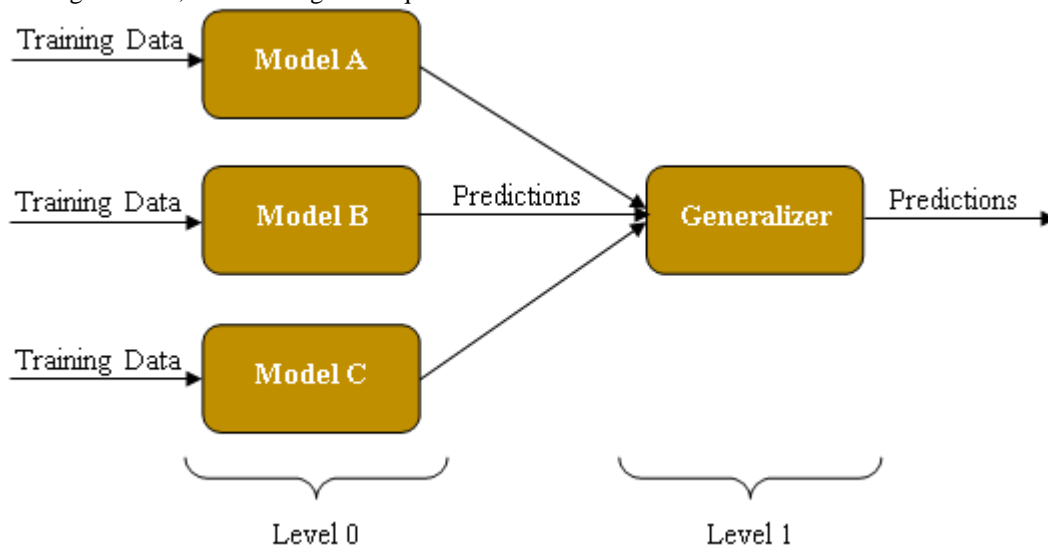 Training Data
Model A
Training Data
Model B
Predictions
Generalizer
Predictions
Training Data
Model C
Level 0
Level 1